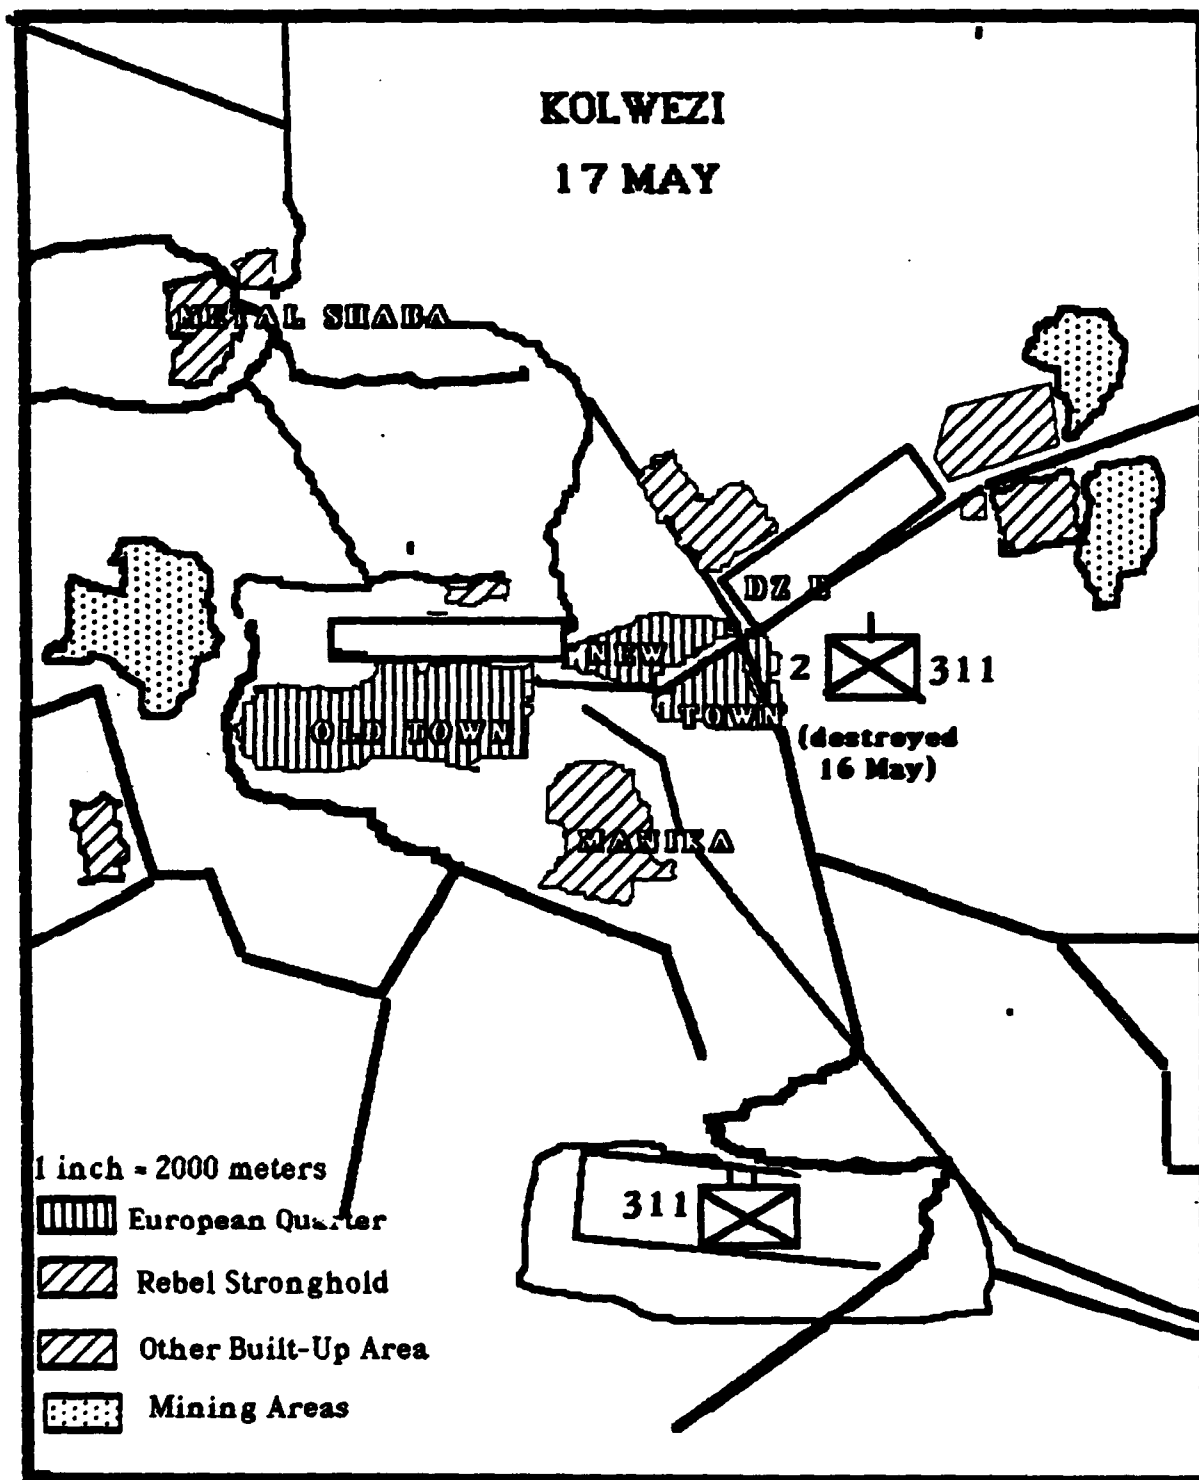 KOLWEZI
17 MAY
METAL SHABA
DZ B
NEW
2
311
OLD TOWN
TOWN
(destroyed
16 May)
MANIKA
1 inch = 2000 meters
311
European Quarter
Rebel Stronghold
Other Built-Up Area
Mining Areas